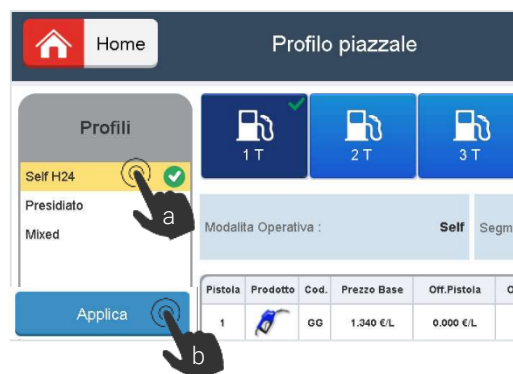 Home
Profilo piazzale
Profili
Self H24
Presidiato
Mixed
Applica
a
b
1 T
2 T
3 T
Modalita Operativa :
Self
Segm
Pistola Prodotto Cod. Prezzo Base Off.Pistola O
1 GG 1.340 €/L 0.000 €/L